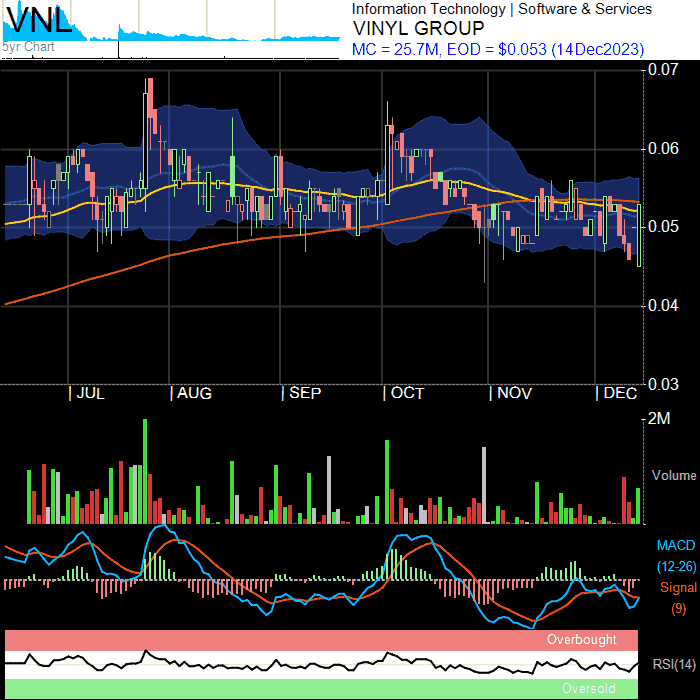 VNL
5yr Chart
Information Technology | Software & Services
VINYL GROUP
MC = 25.7M, EOD = $0.053 (14Dec2023)
0.07
0.06
0.05
0.04
0.03
| JUL | AUG | SEP | OCT | NOV | DEC
2M
Volume
MACD
(12-26)
Signal
(9)
Overbought
RSI(14)
Oversold